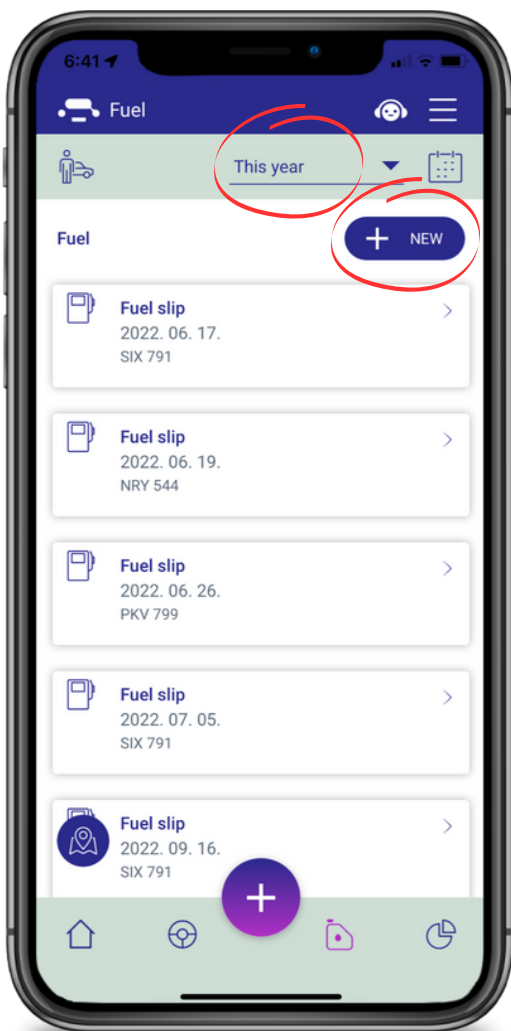 6:41
Fuel
This year
Fuel
NEW
Fuel slip
2022. 06. 17.
SIX 791
Fuel slip
2022. 06. 19.
NRY 544
Fuel slip
2022. 06. 26.
PKV 799
Fuel slip
2022. 07. 05.
SIX 791
Fuel slip
2022. 09. 16.
SIX 791